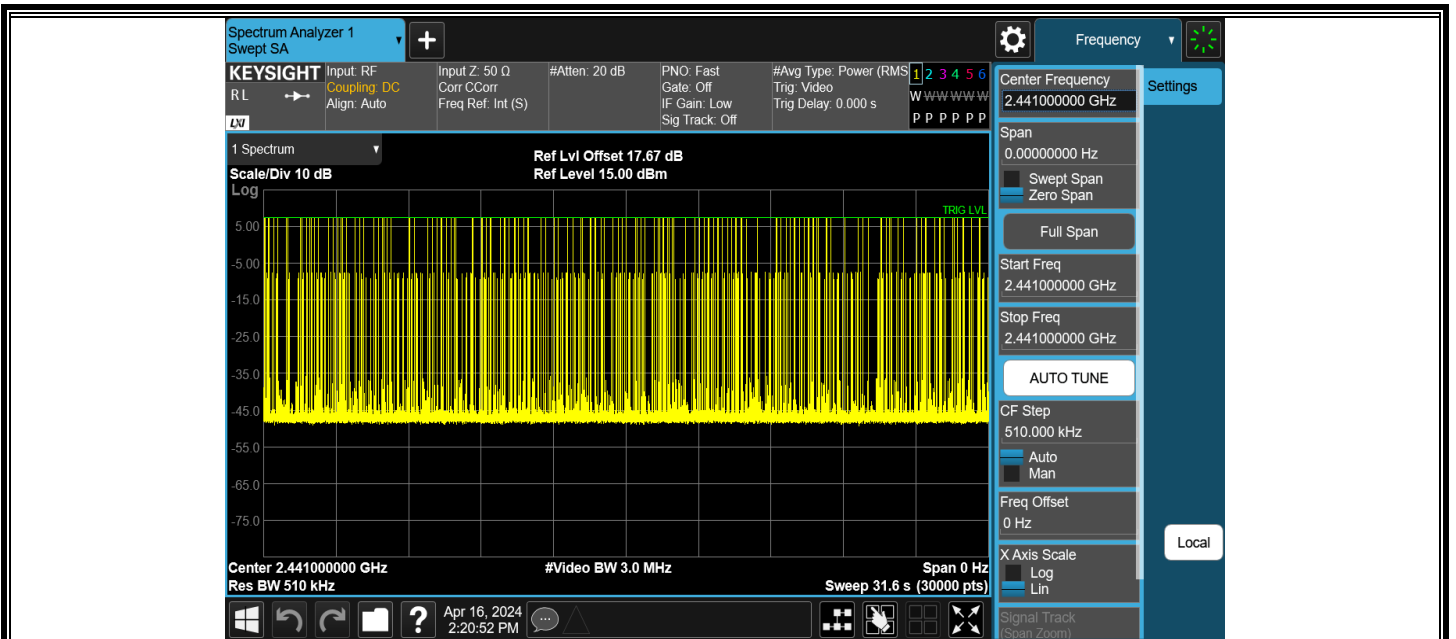 Spectrum Analyzer 1
Swept SA
Frequency
KEYSIGHT
RL
LXI
Input: RF
Coupling: DC
Align: Auto
Input Z: 50 Ω
Corr CCorr
Freq Ref: Int (S)
#Atten: 20 dB
PNO: Fast
Gate: Off
IF Gain: Low
Sig Track: Off
#Avg Type: Power (RMS
Trig: Video
Trig Delay: 0.000 s
1 2 3 4 5 6
W W W W W W
P P P P P P
1 Spectrum
Scale/Div 10 dB
Log
Ref Lvl Offset 17.67 dB
Ref Level 15.00 dBm
TRIG LVL
5.00
-5.00
-15.0
-25.0
-35.0
-45.0
-55.0
-65.0
-75.0
Center 2.441000000 GHz
Res BW 510 kHz
#Video BW 3.0 MHz
Span 0 Hz
Sweep 31.6 s (30000 pts)
Center Frequency
2.441000000 GHz
Settings
Span
0.00000000 Hz
Swept Span
Zero Span
Full Span
Start Freq
2.441000000 GHz
Stop Freq
2.441000000 GHz
AUTO TUNE
CF Step
510.000 kHz
Auto
Man
Freq Offset
0 Hz
X Axis Scale
Log
Lin
Signal Track
(Span Zoom)
Local
?
Apr 16, 2024
2:20:52 PM